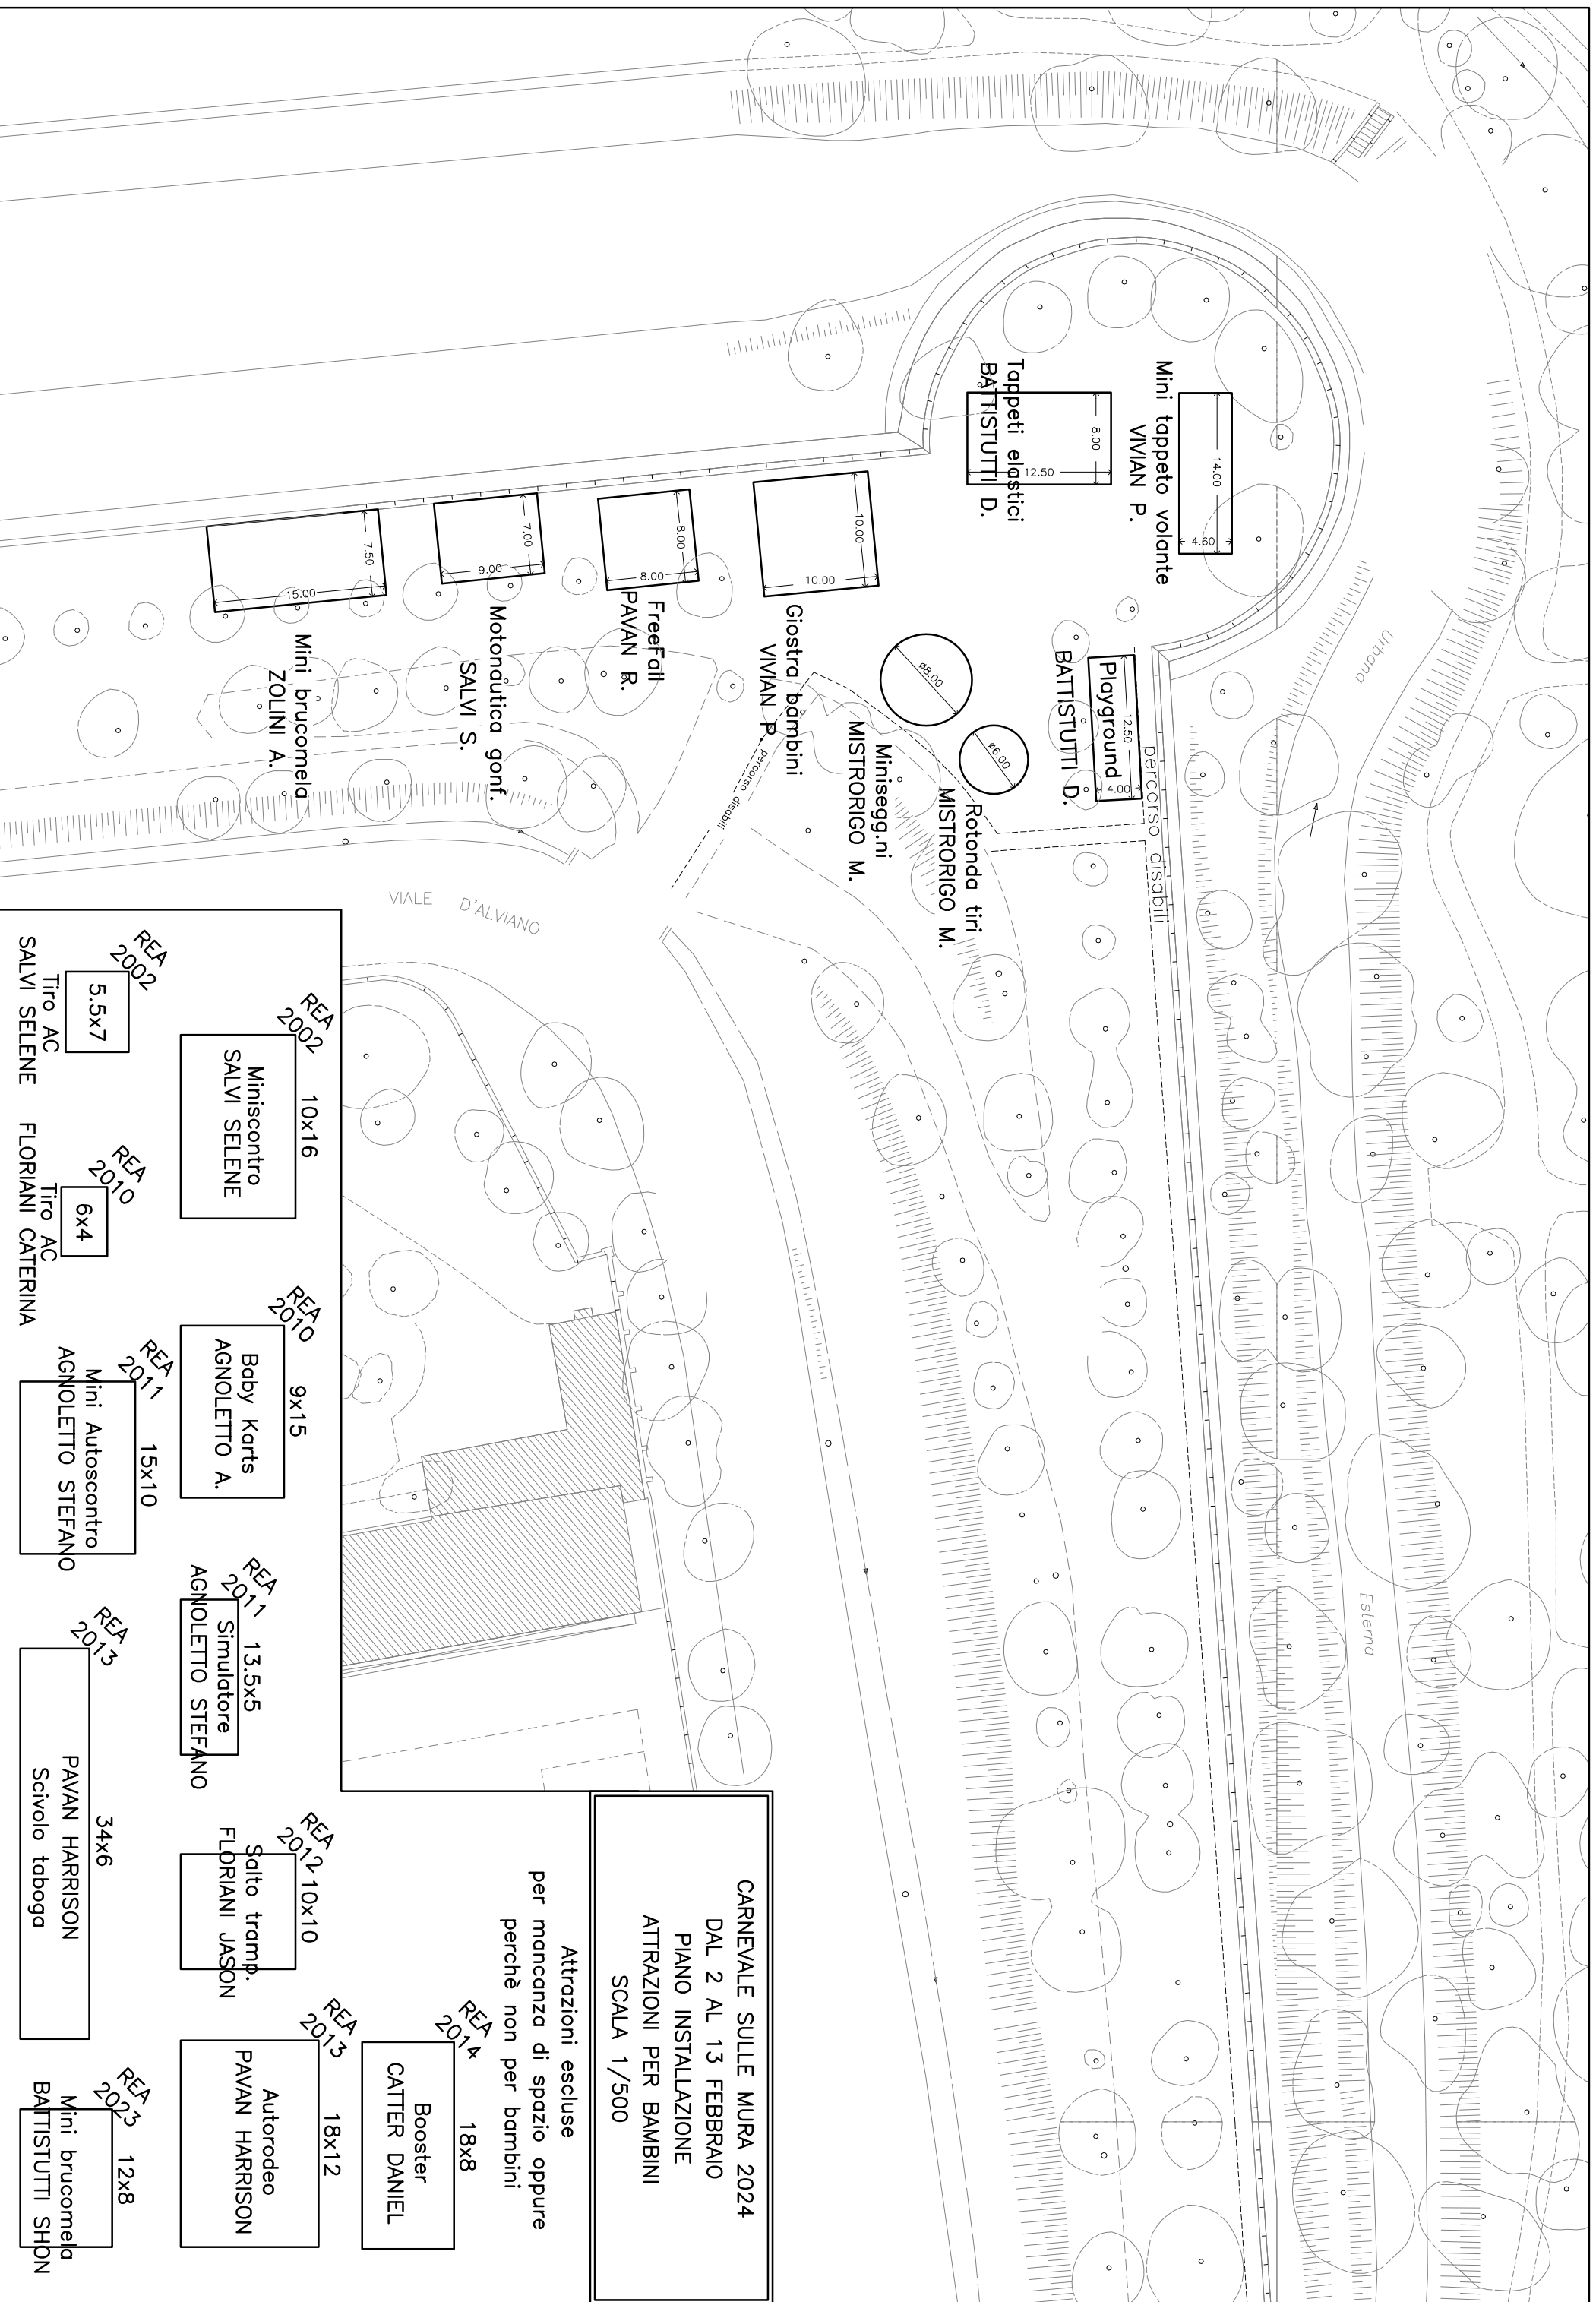 Urbana
Mini tappeto volante
VIVIAN P.
14.00
4.60
Tappeti elastici
BATTISTUTTI D.
8.00
12.50
Playground
BATTISTUTTI D.
12.50
4.00
percorso disabili
Rotonda tiri
MISTRORIGO M.
ø6.00
Minisegg.ni
MISTRORIGO M.
ø8.00
Giostra bambini
VIVIAN P.
10.00
10.00
percorso disabili
FreeFall
PAVAN R.
8.00
8.00
Motonautica gonf.
SALVI S.
7.00
9.00
Mini brucomela
ZOLINI A.
7.50
15.00
VIALE D'ALVIANO
Esterna
CARNEVALE SULLE MURA 2024
DAL 2 AL 13 FEBBRAIO
PIANO INSTALLAZIONE
ATTRAZIONI PER BAMBINI
SCALA 1/500
Attrazioni escluse
per mancanza di spazio oppure
perchè non per bambini
REA
2002
10x16
Miniscontro
SALVI SELENE
REA
2010
9x15
Baby Karts
AGNOLETTO A.
REA
2011
13.5x5
Simulatore
AGNOLETTO STEFANO
REA
2012
10x10
Salto tramp.
FLORIANI JASON
REA
2013
18x12
Autorodeo
PAVAN HARRISON
REA
2014
18x8
Booster
CATTER DANIEL
REA
2002
5.5x7
Tiro AC
SALVI SELENE
REA
2010
6x4
Tiro AC
FLORIANI CATERINA
REA
2011
15x10
Mini Autoscontro
AGNOLETTO STEFANO
REA
2013
34x6
PAVAN HARRISON
Scivolo taboga
REA
2023
12x8
Mini brucomela
BATTISTUTTI SHON